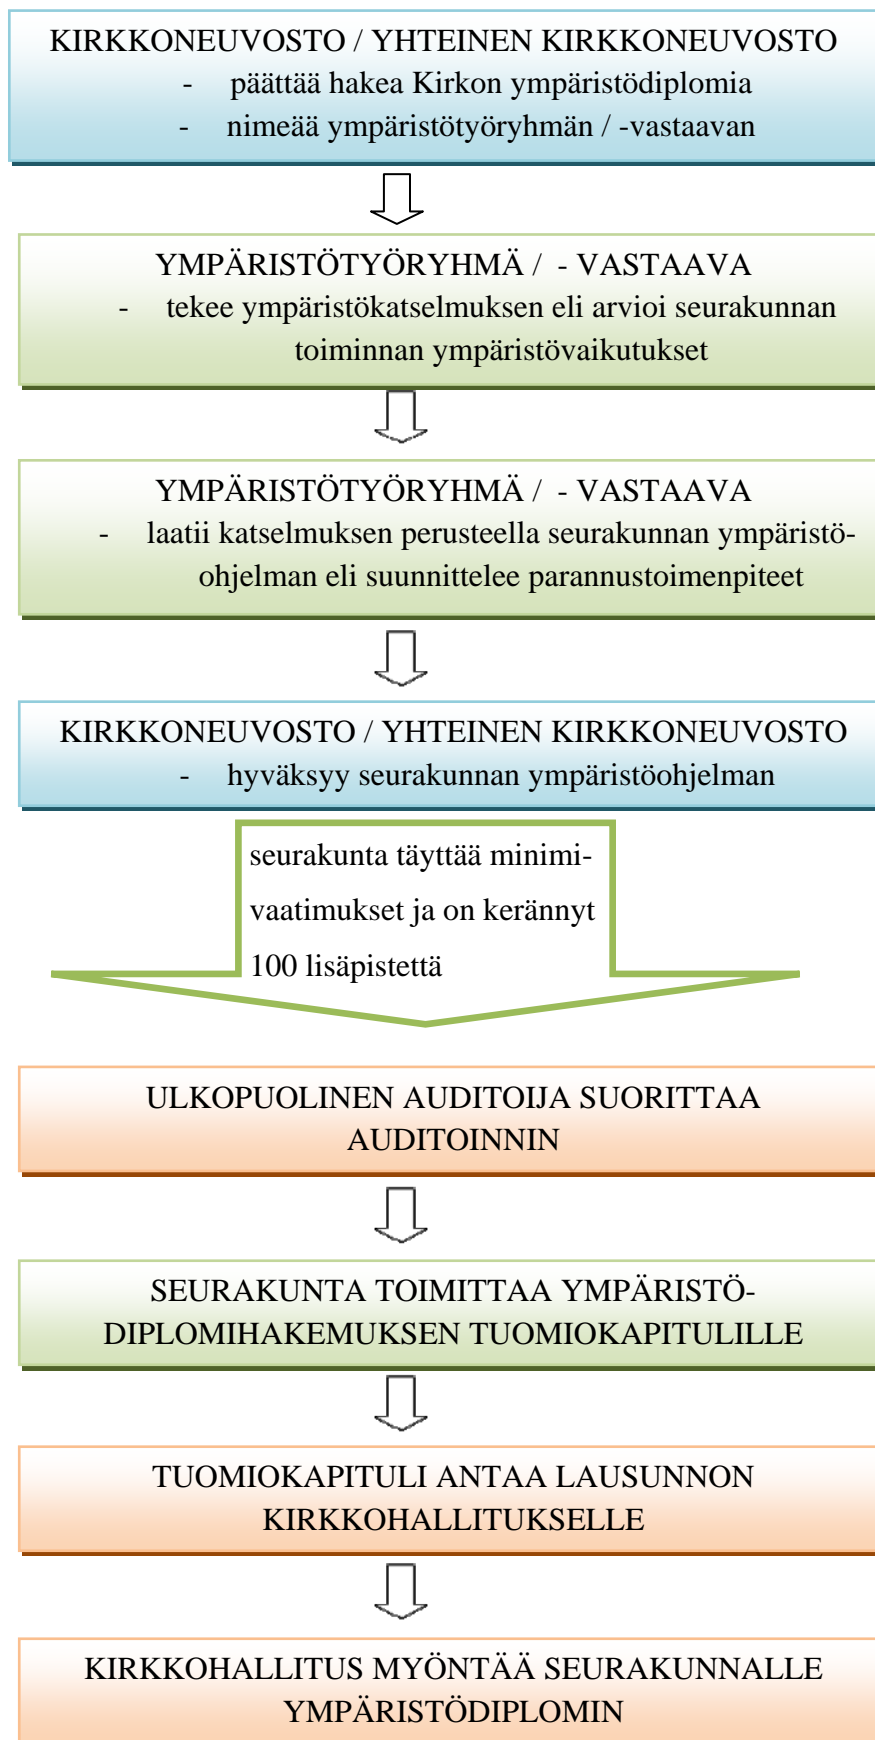 KIRKKONEUVOSTO / YHTEINEN KIRKKONEUVOSTO
- päättää hakea Kirkon ympäristödiplomia
- nimeää ympäristötyöryhmän / -vastaavan
YMPÄRISTÖTYÖRYHMÄ / - VASTAAVA
- tekee ympäristökatselmuksen eli arvioi seurakunnan
toiminnan ympäristövaikutukset
YMPÄRISTÖTYÖRYHMÄ / - VASTAAVA
- laatii katselmuksen perusteella seurakunnan ympäristö-
ohjelman eli suunnittelee parannustoimenpiteet
KIRKKONEUVOSTO / YHTEINEN KIRKKONEUVOSTO
- hyväksyy seurakunnan ympäristöohjelman
seurakunta täyttää minimi-
vaatimukset ja on kerännyt
100 lisäpistettä
ULKOPUOLINEN AUDITOIJA SUORITTAA
AUDITOINNIN
SEURAKUNTA TOIMITTAA YMPÄRISTÖ-
DIPLOMIHAKEMUKSEN TUOMIOKAPITULILLE
TUOMIOKAPITULI ANTAA LAUSUNNON
KIRKKOHALLITUKSELLE
KIRKKOHALLITUS MYÖNTÄÄ SEURAKUNNALLE
YMPÄRISTÖDIPLOMIN